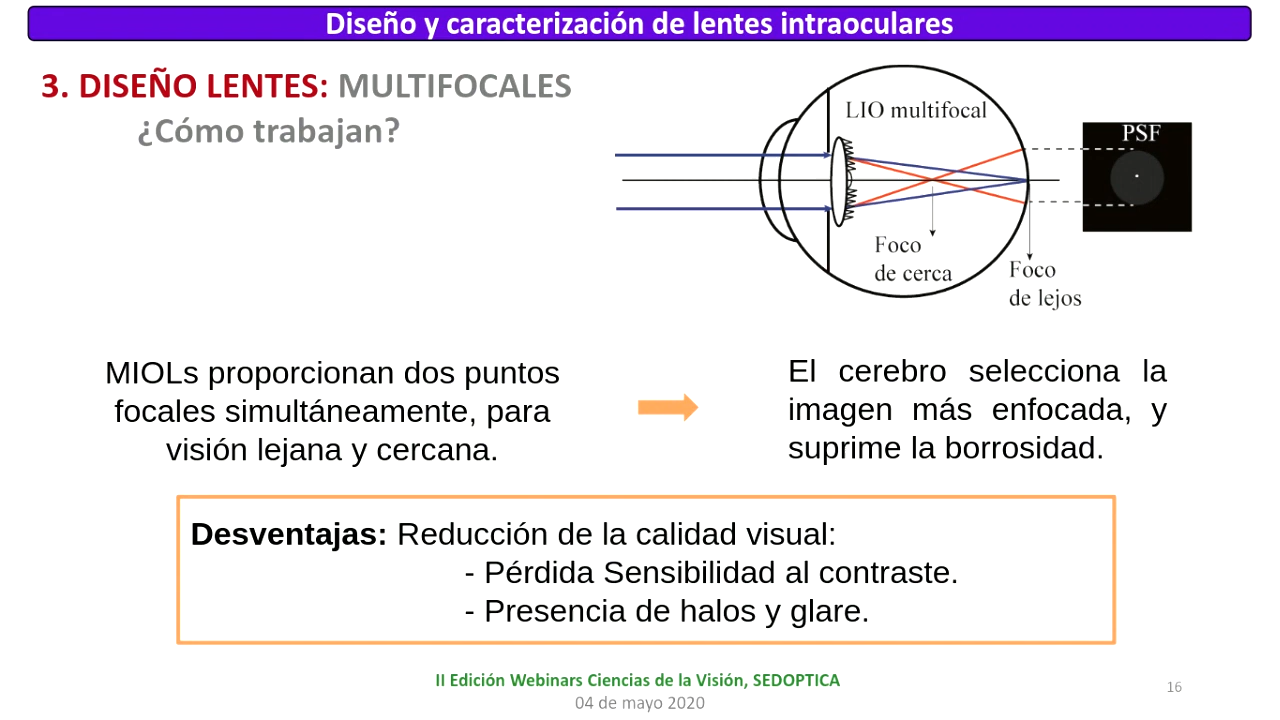 Diseño y caracterización de lentes intraoculares
3. DISEÑO LENTES: MULTIFOCALES
¿Cómo trabajan?
LIO multifocal
PSF
Foco
de cerca
Foco
de lejos
MIOLs proporcionan dos puntos
focales simultáneamente, para
visión lejana y cercana.
El cerebro selecciona la
imagen más enfocada, y
suprime la borrosidad.
Desventajas: Reducción de la calidad visual:
- Pérdida Sensibilidad al contraste.
- Presencia de halos y glare.
II Edición Webinars Ciencias de la Visión, SEDOPTICA
04 de mayo 2020
16